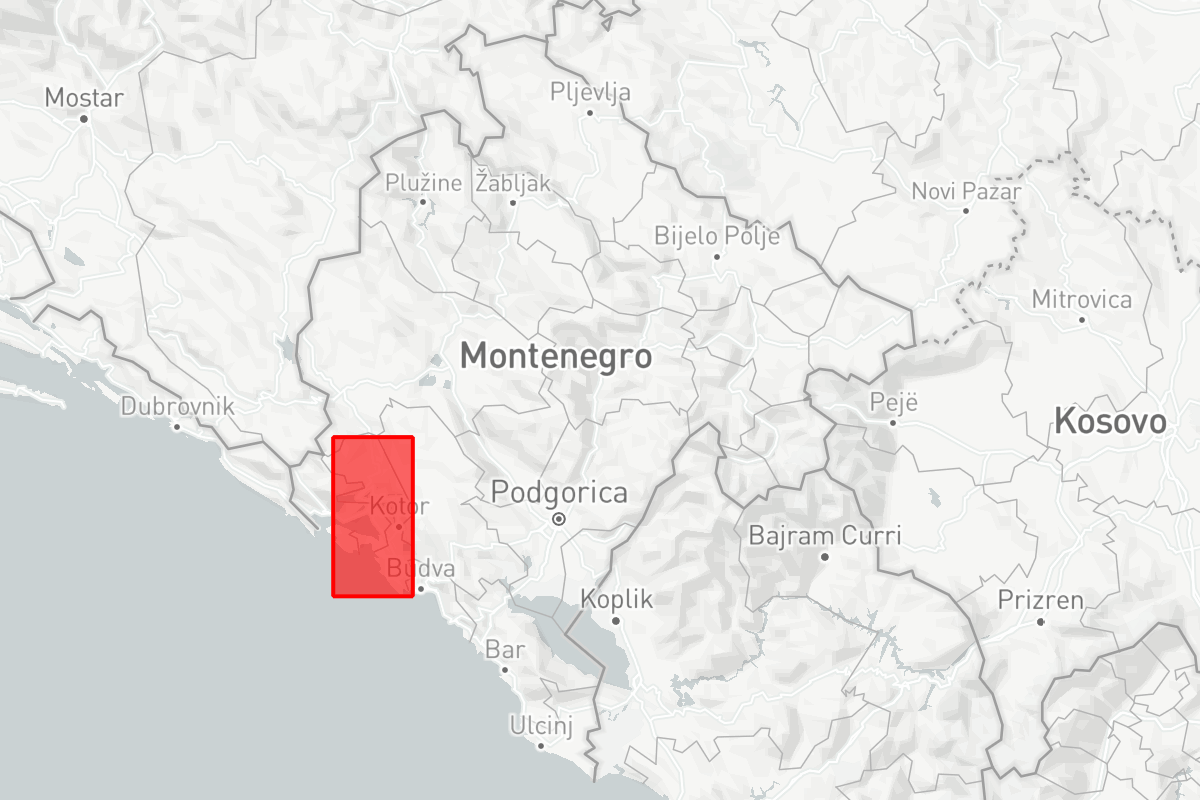 Pljevlja
Mostar
Plužine
Žabljak
Novi Pazar
Bijelo Polje
Mitrovica
Montenegro
Dubrovnik
Pejë
Kosovo
Podgorica
Kotor
Bajram Curri
Budva
Koplik
Prizren
Bar
Ulcinj